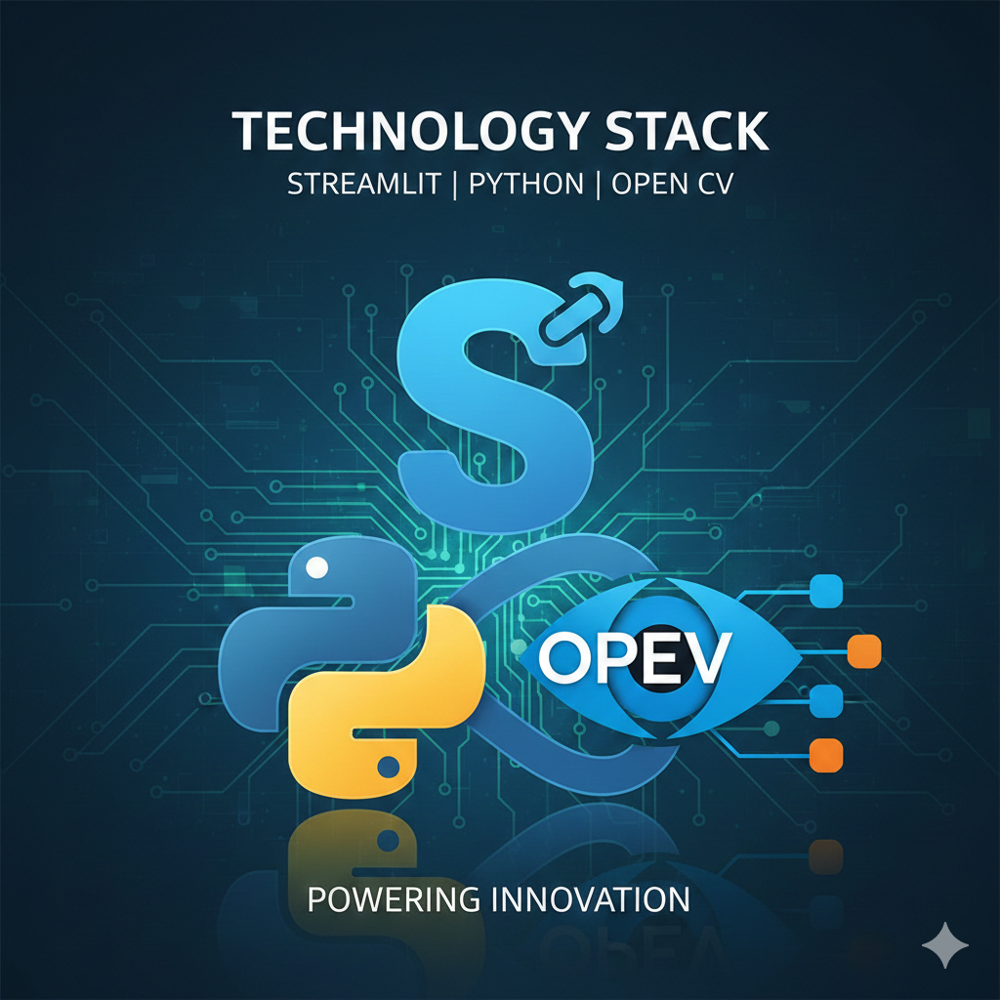 TECHNOLOGY STACK
STREAMLIT | PYTHON | OPEN CV
S
OPEV
POWERING INNOVATION